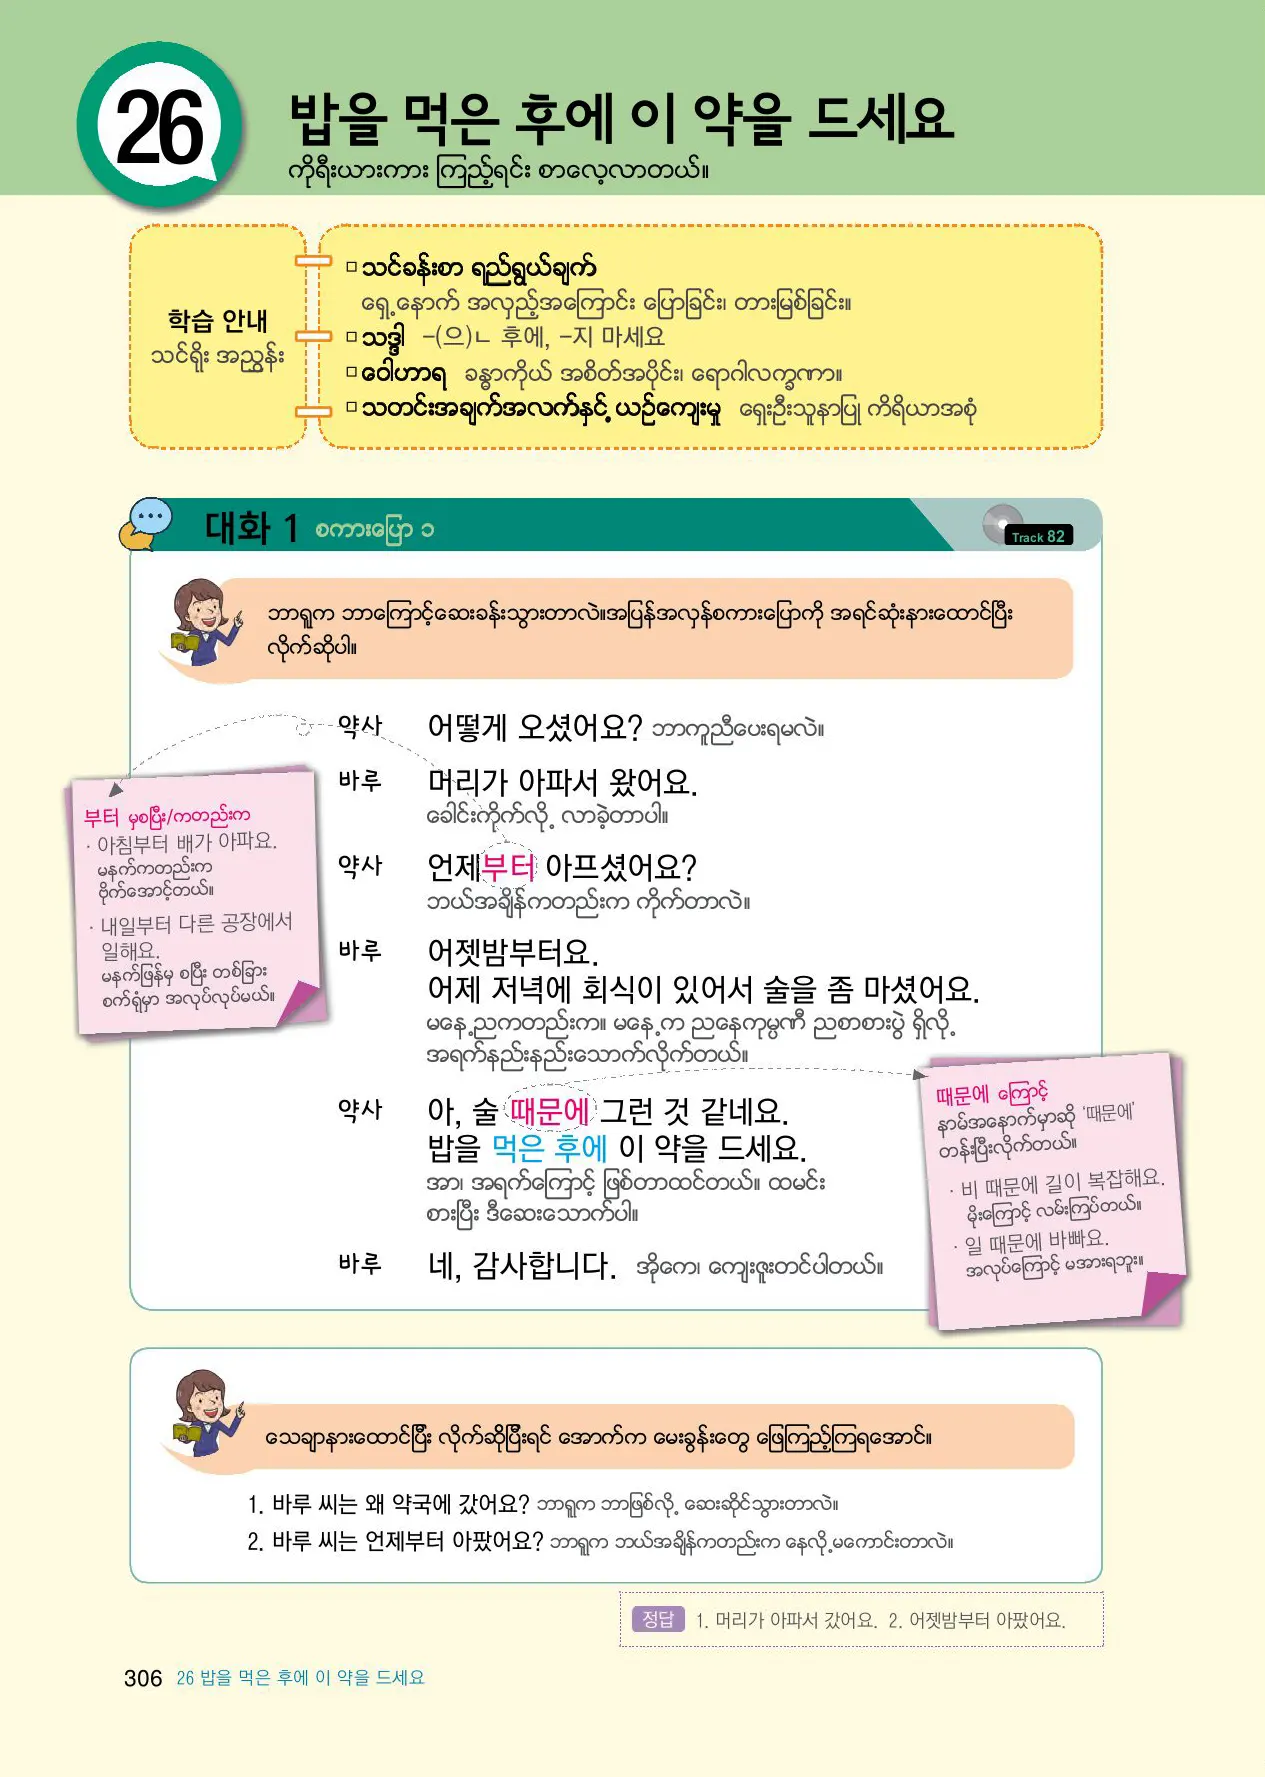 26
밥을 먹은 후에 이 약을 드세요
ကိုရီးယားကား ကြည့်ရင်း စာလေ့လာတယ်။
학습 안내
သင်ရိုး အညွှန်း
□ သင်ခန်းစာ ရည်ရွယ်ချက်
ရှေ့နောက် အလှည့်အကြောင်း ပြောခြင်း၊ တားမြစ်ခြင်း။
□ သဒ္ဒါ -(으)ㄴ 후에, -지 마세요
□ ဝေါဟာရ ခန္ဓာကိုယ် အစိတ်အပိုင်း၊ ရောဂါလက္ခဏာ။
□ သတင်းအချက်အလက်နှင့် ယဉ်ကျေးမှု ရှေးဦးသူနာပြု ကိရိယာအစုံ
대화 1 စကားပြော ၁
Track 82
ဘာရူက ဘာကြောင့်ဆေးခန်းသွားတာလဲ။အပြန်အလှန်စကားပြောကို အရင်ဆုံးနားထောင်ပြီး
လိုက်ဆိုပါ။
약사 어떻게 오셨어요? ဘာကူညီပေးရမလဲ။
바루 머리가 아파서 왔어요.
ခေါင်းကိုက်လို့ လာခဲ့တာပါ။
약사 언제부터 아프셨어요?
ဘယ်အချိန်ကတည်းက ကိုက်တာလဲ။
바루 어젯밤부터요.
어제 저녁에 회식이 있어서 술을 좀 마셨어요.
မနေ့ညကတည်းက။ မနေ့က ညနေကုမ္ပဏီ ညစာစားပွဲ ရှိလို့
အရက်နည်းနည်းသောက်လိုက်တယ်။
약사 아, 술 때문에 그런 것 같네요.
밥을 먹은 후에 이 약을 드세요.
အာ၊ အရက်ကြောင့် ဖြစ်တာထင်တယ်။ ထမင်း
စားပြီး ဒီဆေးသောက်ပါ။
바루 네, 감사합니다. အိုကေ၊ ကျေးဇူးတင်ပါတယ်။
부터 မှစပြီး/ကတည်းက
· 아침부터 배가 아파요.
မနက်ကတည်းက
ဗိုက်အောင့်တယ်။
· 내일부터 다른 공장에서
일해요.
မနက်ဖြန်မှ စပြီး တစ်ခြား
စက်ရုံမှာ အလုပ်လုပ်မယ်။
때문에 ကြောင့်
နာမ်အနောက်မှာဆို '때문에'
တန်းပြီးလိုက်တယ်။
· 비 때문에 길이 복잡해요.
မိုးကြောင့် လမ်းကြပ်တယ်။
· 일 때문에 바빠요.
အလုပ်ကြောင့် မအားရဘူး။
သေချာနားထောင်ပြီး လိုက်ဆိုပြီးရင် အောက်က မေးခွန်းတွေ ဖြေကြည့်ကြရအောင်။
1. 바루 씨는 왜 약국에 갔어요? ဘာရူက ဘာဖြစ်လို့ ဆေးဆိုင်သွားတာလဲ။
2. 바루 씨는 언제부터 아팠어요? ဘာရူက ဘယ်အချိန်ကတည်းက နေလို့မကောင်းတာလဲ။
정답 1. 머리가 아파서 갔어요. 2. 어젯밤부터 아팠어요.
306 26 밥을 먹은 후에 이 약을 드세요